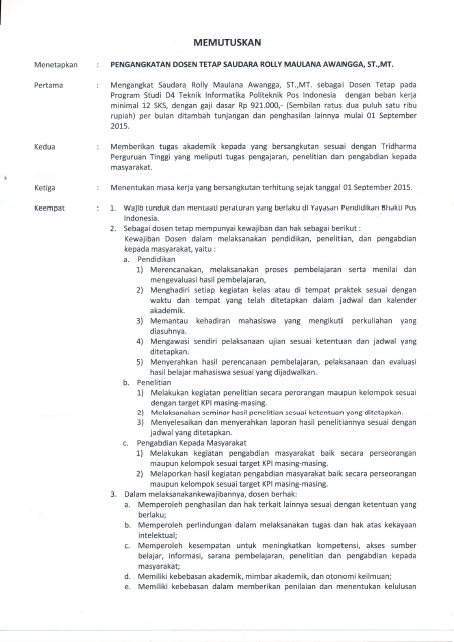 MEMUTUSKAN
Menetapkan : PENGANGKATAN DOSEN TETAP SAUDARA ROLLY MAULANA AWANGGA, ST.,MT.
Pertama : Mengangkat Saudara Rolly Maulana Awangga, ST.,MT. sebagai Dosen Tetap pada
Program Studi D4 Teknik Informatika Politeknik Pos Indonesia dengan beban kerja
minimal 12 SKS, dengan gaji dasar Rp 921.000,- (Sembilan ratus dua puluh satu ribu
rupiah) per bulan ditambah tunjangan dan penghasilan lainnya mulai 01 September
2015.
Kedua : Memberikan tugas akademik kepada yang bersangkutan sesuai dengan Tridharma
Perguruan Tinggi yang meliputi tugas pengajaran, penelitian dan pengabdian kepada
masyarakat.
Ketiga : Menentukan masa kerja yang bersangkutan terhitung sejak tanggal 01 September 2015.
Keempat : 1. Wajib tunduk dan mentaati peraturan yang berlaku di Yayasan Pendidikan Bhakti Pos
Indonesia.
2. Sebagai dosen tetap mempunyai kewajiban dan hak sebagai berikut :
Kewajiban Dosen dalam melaksanakan pendidikan, penelitian, dan pengabdian
kepada masyarakat, yaitu :
a. Pendidikan
1) Merencanakan, melaksanakan proses pembelajaran serta menilai dan
mengevaluasi hasil pembelajaran,
2) Menghadiri setiap kegiatan kelas atau di tempat praktek sesuai dengan
waktu dan tempat yang telah ditetapkan dalam jadwal dan kalender
akademik.
3) Memantau kehadiran mahasiswa yang mengikuti perkuliahan yang
diasuhnya.
4) Mengawasi sendiri pelaksanaan ujian sesuai ketentuan dan jadwal yang
ditetapkan.
5) Menyerahkan hasil perencanaan pembelajaran, pelaksanaan dan evaluasi
hasil belajar mahasiswa sesuai yang dijadwalkan.
b. Penelitian
1) Melakukan kegiatan penelitian secara perorangan maupun kelompok sesuai
dengan target KPI masing-masing.
2) Melaksanakan seminar hasil penelitian sesuai ketentuan yang ditetapkan.
3) Menyelesaikan dan menyerahkan laporan hasil penelitiannya sesuai dengan
jadwal yang ditetapkan.
c. Pengabdian Kepada Masyarakat
1) Melakukan kegiatan pengabdian masyarakat baik secara perseorangan
maupun kelompok sesuai target KPI masing-masing.
2) Melaporkan hasil kegiatan pengabdian masyarakat baik secara perseorangan
maupun kelompok sesuai target KPI masing-masing.
3. Dalam melaksanakankewajibannya, dosen berhak:
a. Memperoleh penghasilan dan hak terkait lainnya sesuai dengan ketentuan yang
berlaku;
b. Memperoleh perlindungan dalam melaksanakan tugas dan hak atas kekayaan
intelektual;
c. Memperoleh kesempatan untuk meningkatkan kompetensi, akses sumber
belajar, informasi, sarana pembelajaran, penelitian dan pengabdian kepada
masyarakat;
d. Memiliki kebebasan akademik, mimbar akademik, dan otonomi keilmuan;
e. Memiliki kebebasan dalam memberikan penilaian dan menentukan kelulusan